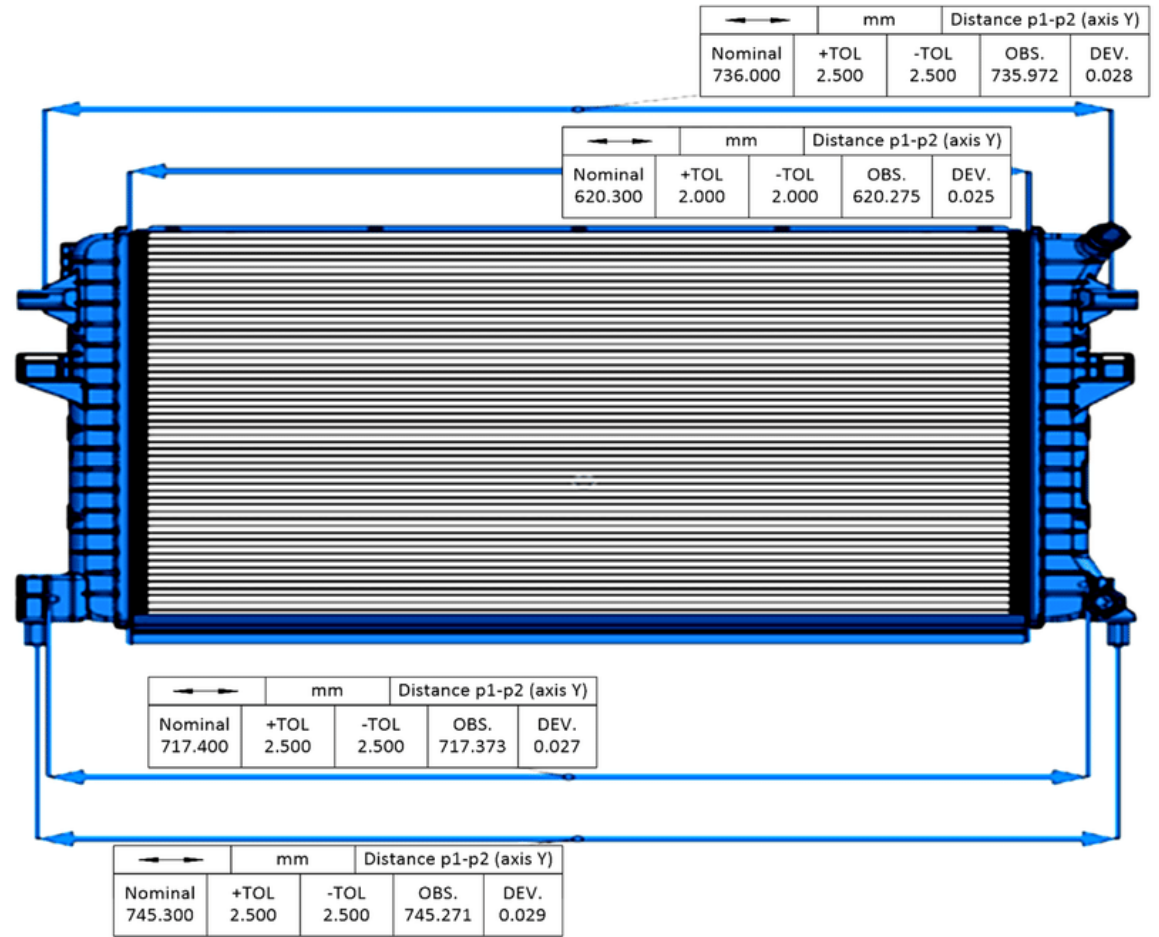 mm Distance p1-p2 (axis Y)
Nominal +TOL -TOL OBS. DEV.
736.000 2.500 2.500 735.972 0.028
mm Distance p1-p2 (axis Y)
Nominal +TOL -TOL OBS. DEV.
620.300 2.000 2.000 620.275 0.025
mm Distance p1-p2 (axis Y)
Nominal +TOL -TOL OBS. DEV.
717.400 2.500 2.500 717.373 0.027
mm Distance p1-p2 (axis Y)
Nominal +TOL -TOL OBS. DEV.
745.300 2.500 2.500 745.271 0.029